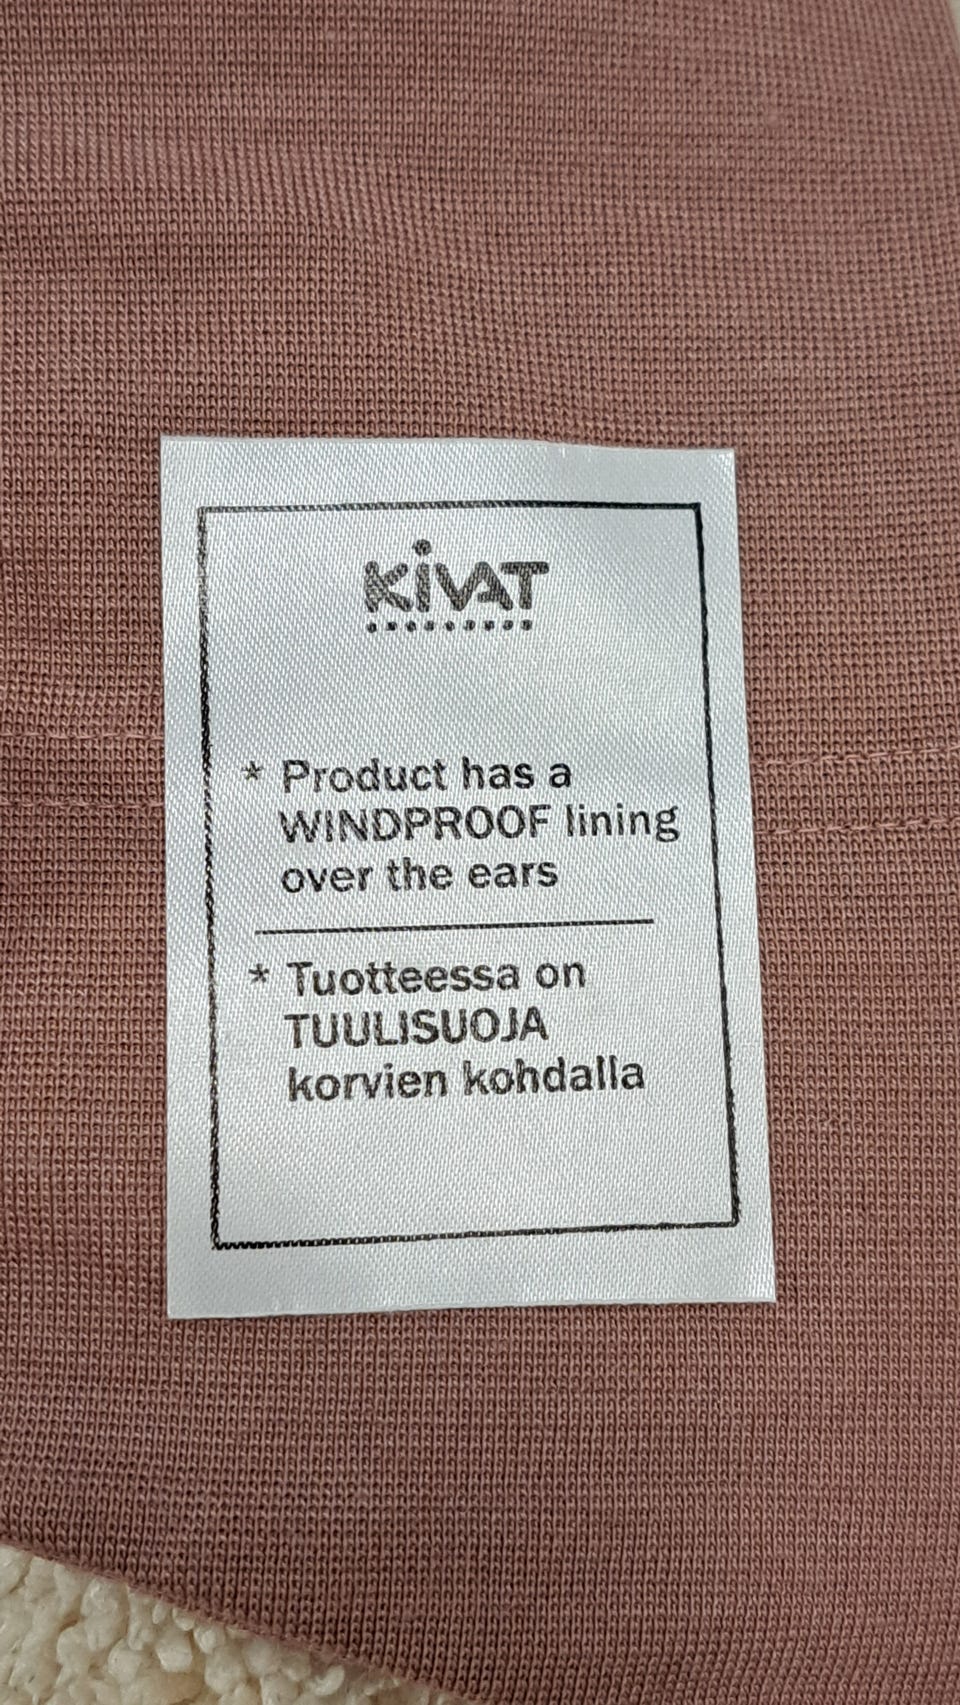 KiVAT
* Product has a
WINDPROOF lining
over the ears
* Tuotteessa on
TUULISUOJA
korvien kohdalla